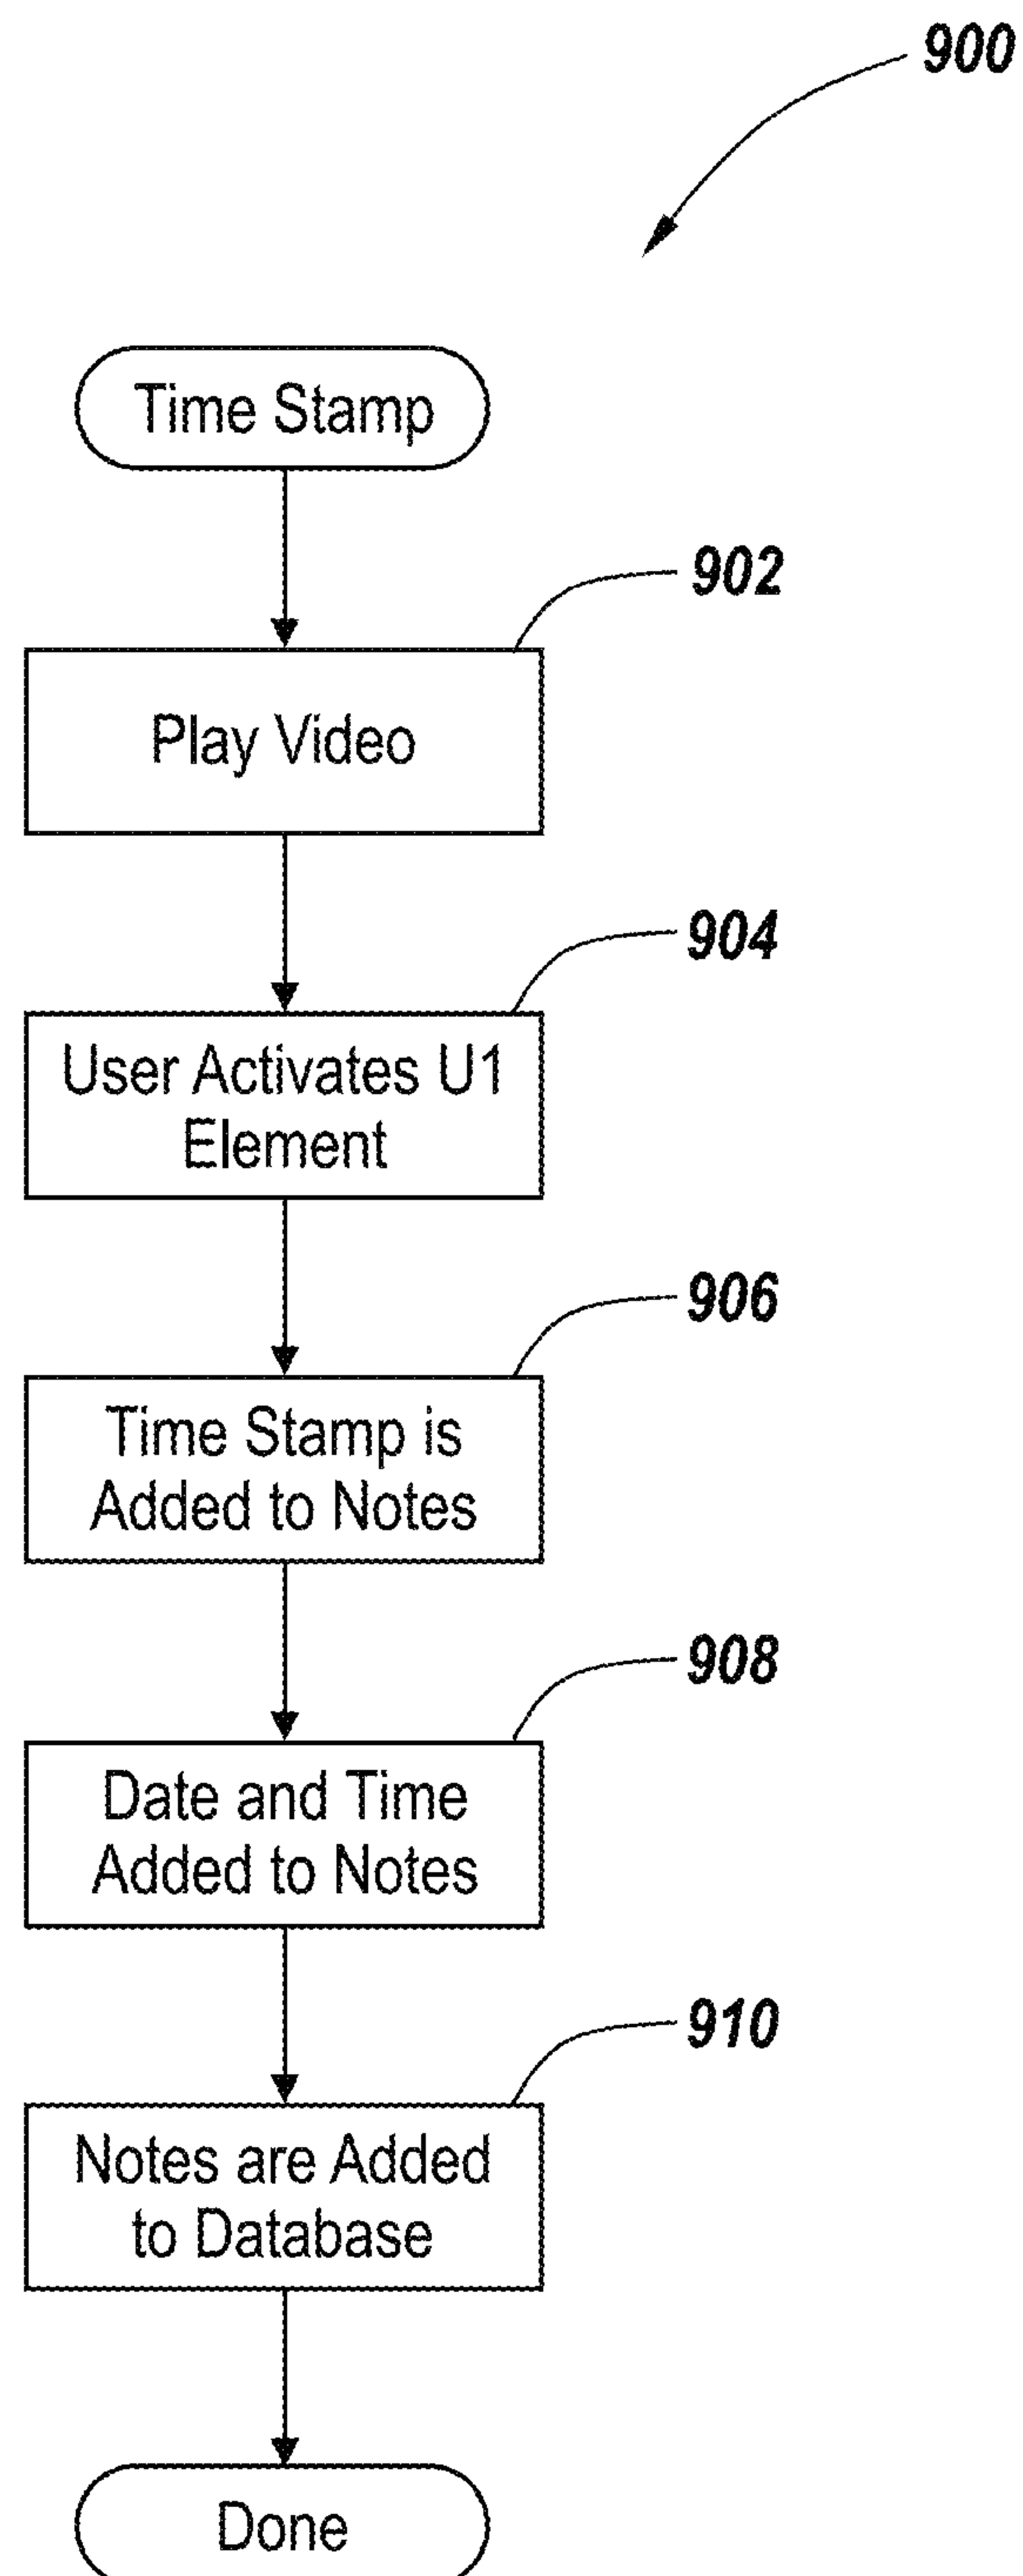 900
Time Stamp
902
Play Video
904
User Activates U1
Element
906
Time Stamp is
Added to Notes
908
Date and Time
Added to Notes
910
Notes are Added
to Database
Done